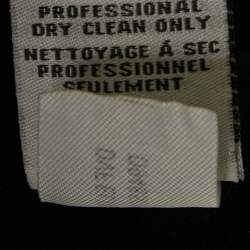 PROFESSIONAL
DRY CLEAN ONLY
NETTOYAGE Á SEC
PROFESSIONNEL
SEULEMENT